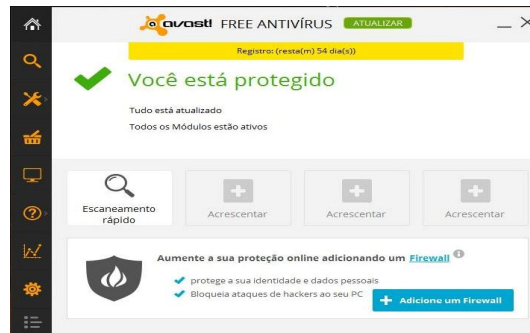 avast! FREE ANTIVÍRUS ATUALIZAR
Registro: (resta(m) 54 dia(s))
Você está protegido
Tudo está atualizado
Todos os Módulos estão ativos
Escaneamento
rápido
Acrescentar
Acrescentar
Acrescentar
Aumente a sua proteção online adicionando um Firewall
protege a sua identidade e dados pessoais
Bloqueia ataques de hackers ao seu PC
Adicione um Firewall